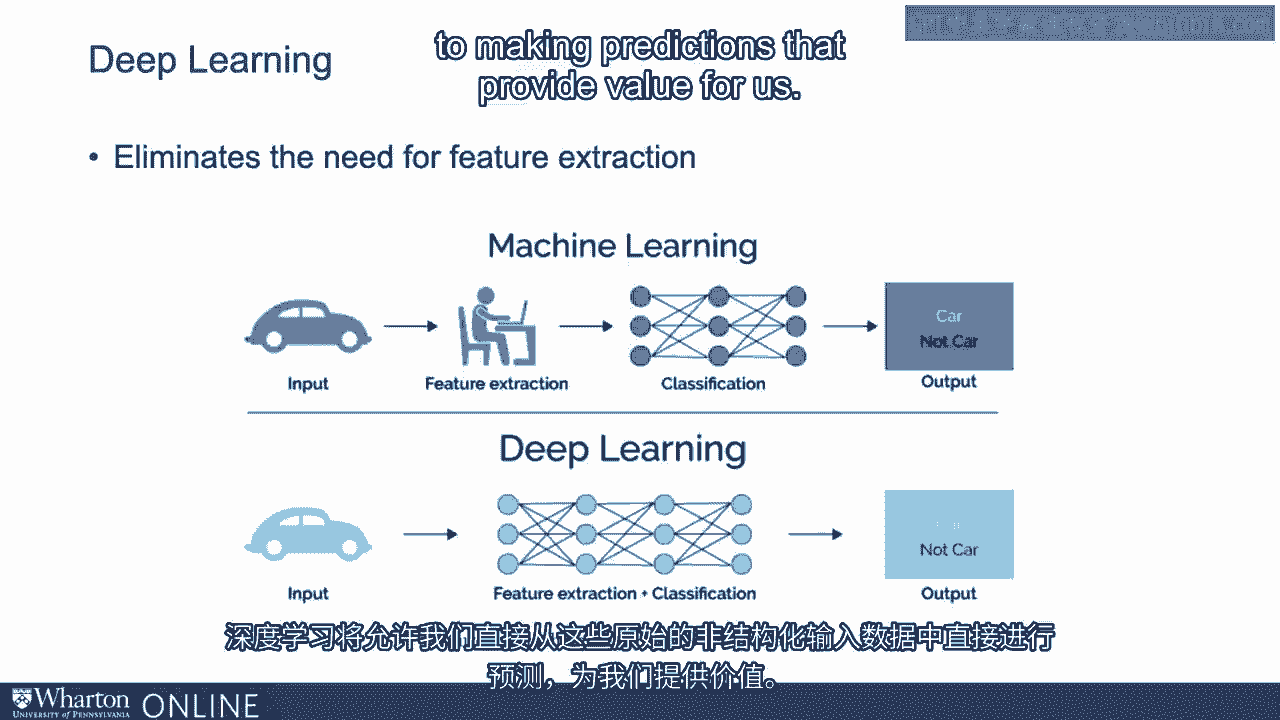 Deep Learning
to making predictions that
provide value for us.
• Eliminates the need for feature extraction
Machine Learning
Input
Feature extraction
Classification
Car
Not Car
Output
Deep Learning
Input
Feature extraction + Classification
Not Car
Output
深度学习将允许我们直接从这些原始的非结构化输入数据中直接进行
预测，为我们提供价值。
Wharton
UNIVERSITY of PENNSYLVANIA
ONLINE